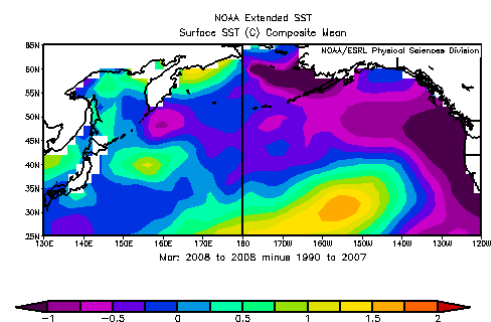 NOAA Extended SST
Surface SST (C) Composite Mean
NOAA/ESRL Physical Sciences Division
65N
60N
55N
50N
45N
40N
35N
30N
25N
130E 140E 150E 160E 170E 180 170W 160W 150W 140W 130W 120W
Mar: 2008 to 2008 minus 1990 to 2007
-1 -0.5 0 0.5 1 1.5 2